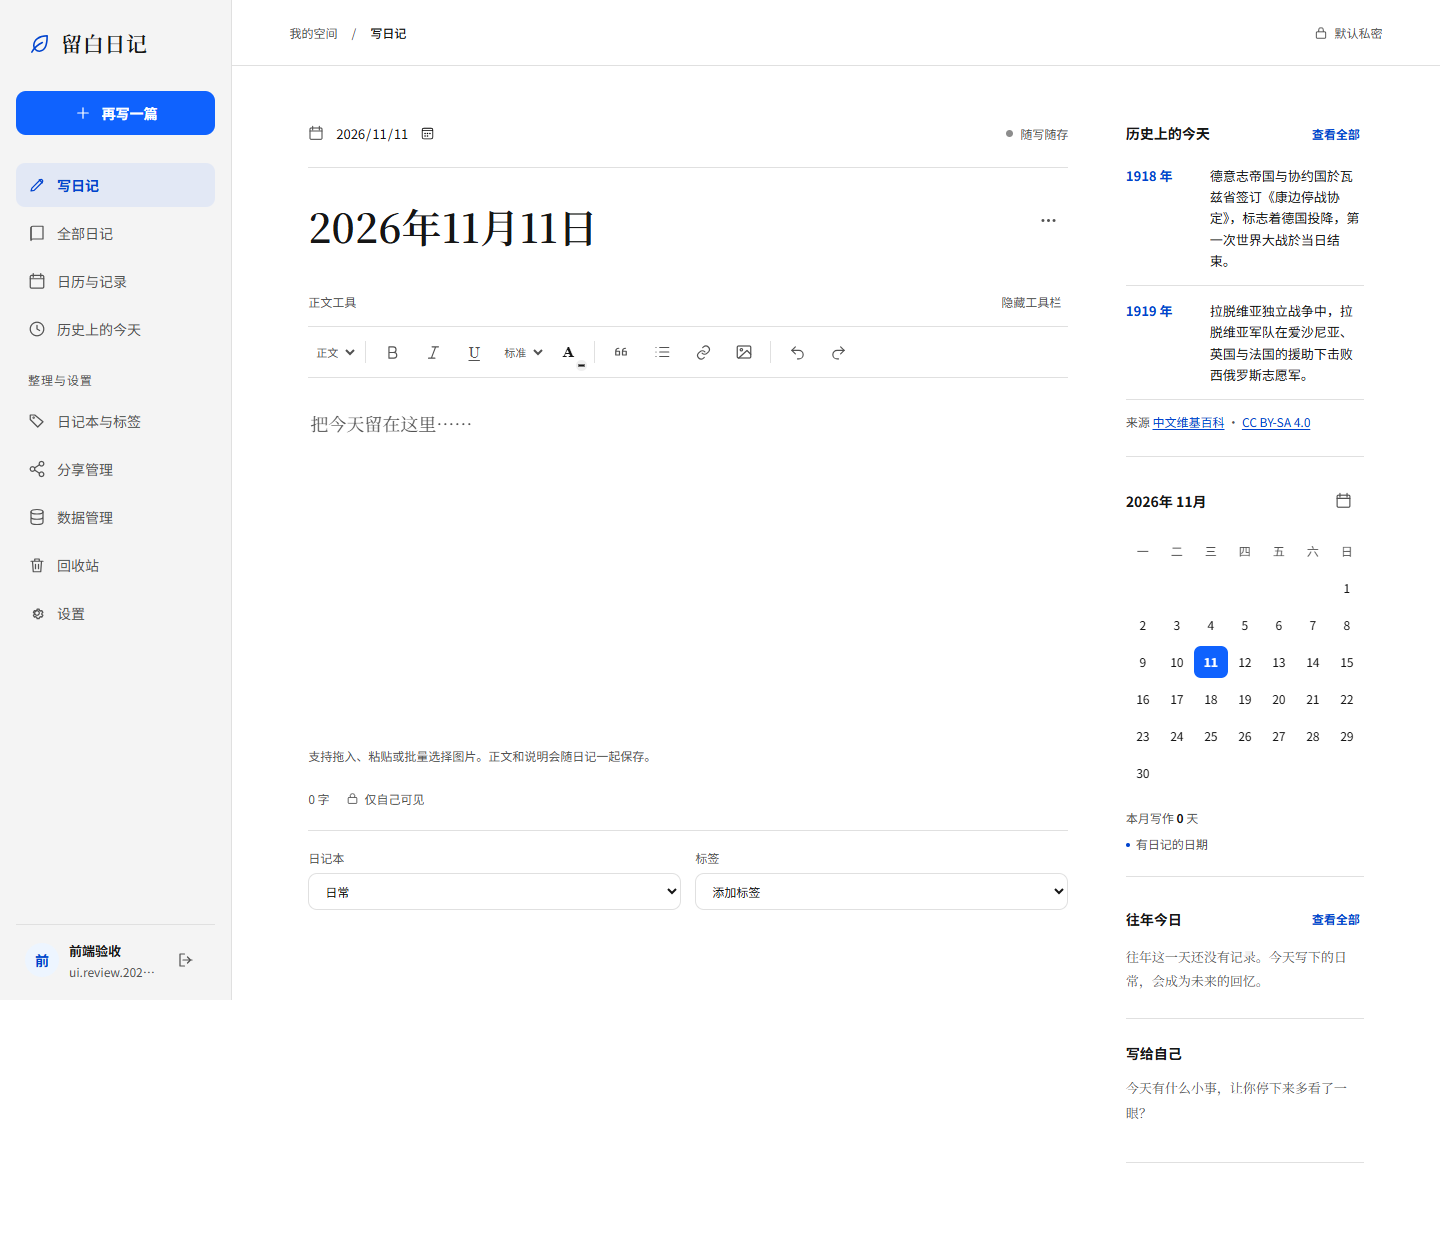 留白日记
再写一篇
写日记
全部日记
日历与记录
历史上的今天
整理与设置
日记本与标签
分享管理
数据管理
回收站
设置
前
前端验收
ui.review.202…
我的空间 / 写日记
默认私密
2026/11/11
随写随存
2026年11月11日
正文工具
隐藏工具栏
正文
B
I
U
标准
A
把今天留在这里……
支持拖入、粘贴或批量选择图片。正文和说明会随日记一起保存。
0 字
仅自己可见
日记本
标签
日常
添加标签
历史上的今天
查看全部
1918 年
德意志帝国与协约国於瓦
兹省签订《康边停战协
定》，标志着德国投降，第
一次世界大战於当日结
束。
1919 年
拉脱维亚独立战争中，拉
脱维亚军队在爱沙尼亚、
英国与法国的援助下击败
西俄罗斯志愿军。
来源 中文维基百科 · CC BY-SA 4.0
2026年 11月
一 二 三 四 五 六 日
1
2 3 4 5 6 7 8
9 10 11 12 13 14 15
16 17 18 19 20 21 22
23 24 25 26 27 28 29
30
本月写作 0 天
有日记的日期
往年今日
查看全部
往年这一天还没有记录。今天写下的日
常，会成为未来的回忆。
写给自己
今天有什么小事，让你停下来多看了一
眼？